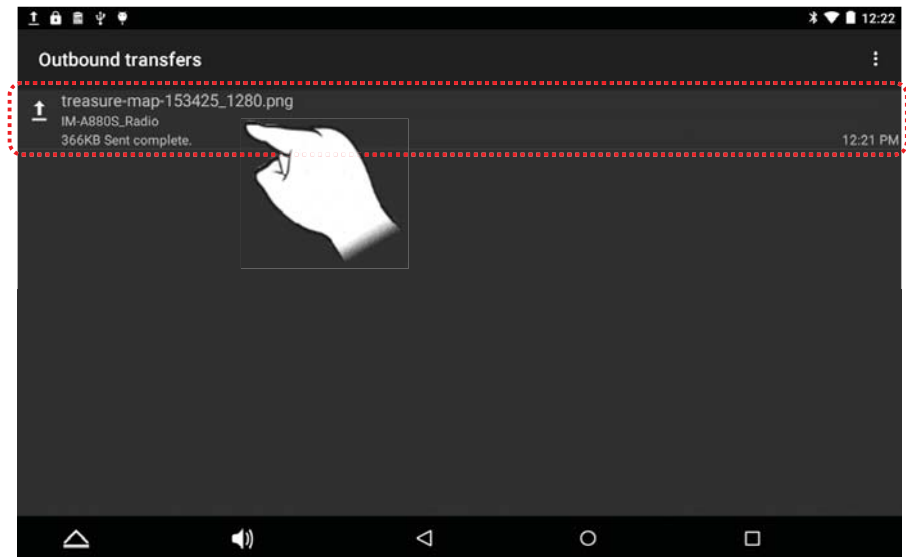 12:22
Outbound transfers
treasure-map-153425_1280.png
IM-A880S_Radio
366KB Sent complete.
12:21 PM